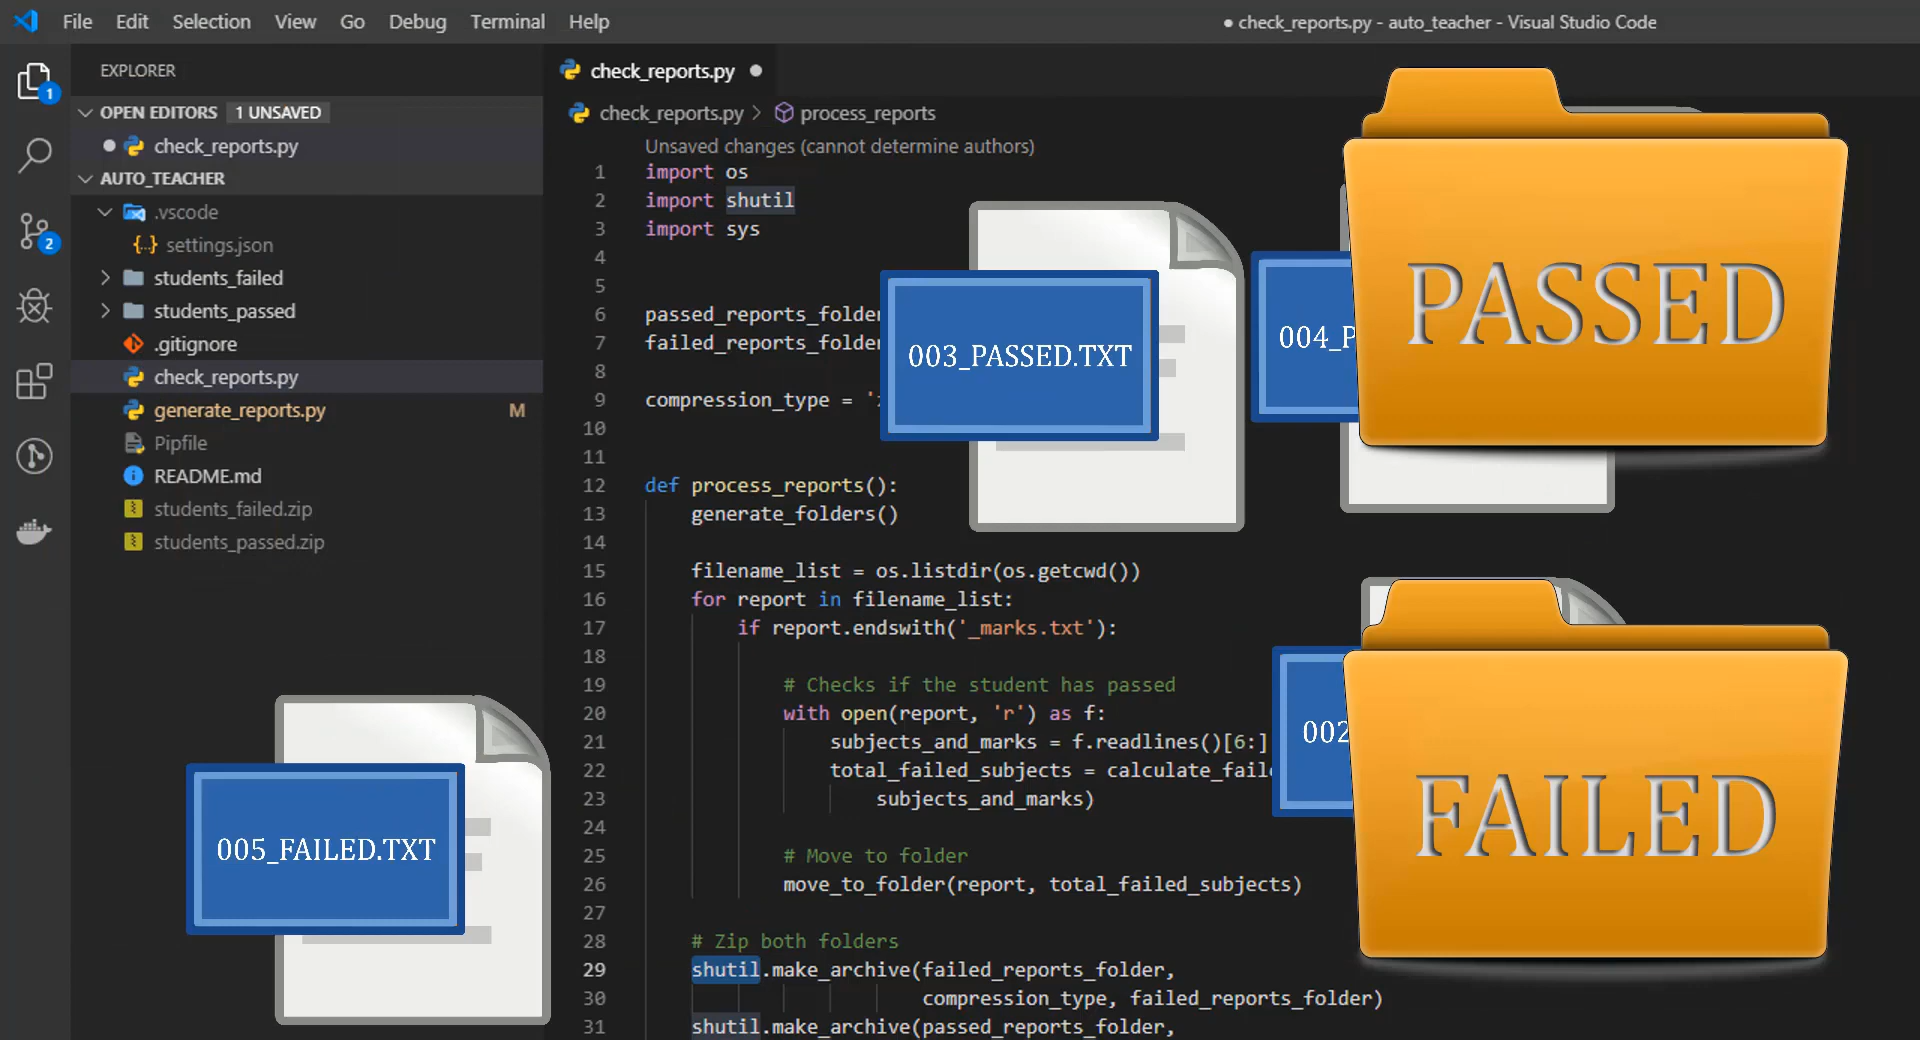 File Edit Selection View Go Debug Terminal Help
● check_reports.py - auto_teacher - Visual Studio Code
EXPLORER
OPEN EDITORS 1 UNSAVED
check_reports.py
AUTO_TEACHER
.vscode
{..} settings.json
students_failed
students_passed
.gitignore
check_reports.py
generate_reports.py M
Pipfile
README.md
students_failed.zip
students_passed.zip
1
2
check_reports.py
check_reports.py > process_reports
Unsaved changes (cannot determine authors)
1 import os
2 import shutil
3 import sys
4
5
6 passed_reports_folder
7 failed_reports_folder
8
9 compression_type = '
10
11
12 def process_reports():
13 generate_folders()
14
15 filename_list = os.listdir(os.getcwd())
16 for report in filename_list:
17 if report.endswith('_marks.txt'):
18
19 # Checks if the student has passed
20 with open(report, 'r') as f:
21 subjects_and_marks = f.readlines()[6:]
22 total_failed_subjects = calculate_faile
23 subjects_and_marks)
24
25 # Move to folder
26 move_to_folder(report, total_failed_subjects)
27
28 # Zip both folders
29 shutil.make_archive(failed_reports_folder,
30 compression_type, failed_reports_folder)
31 shutil.make_archive(passed_reports_folder,
003_PASSED.TXT
004_P
PASSED
002
FAILED
005_FAILED.TXT